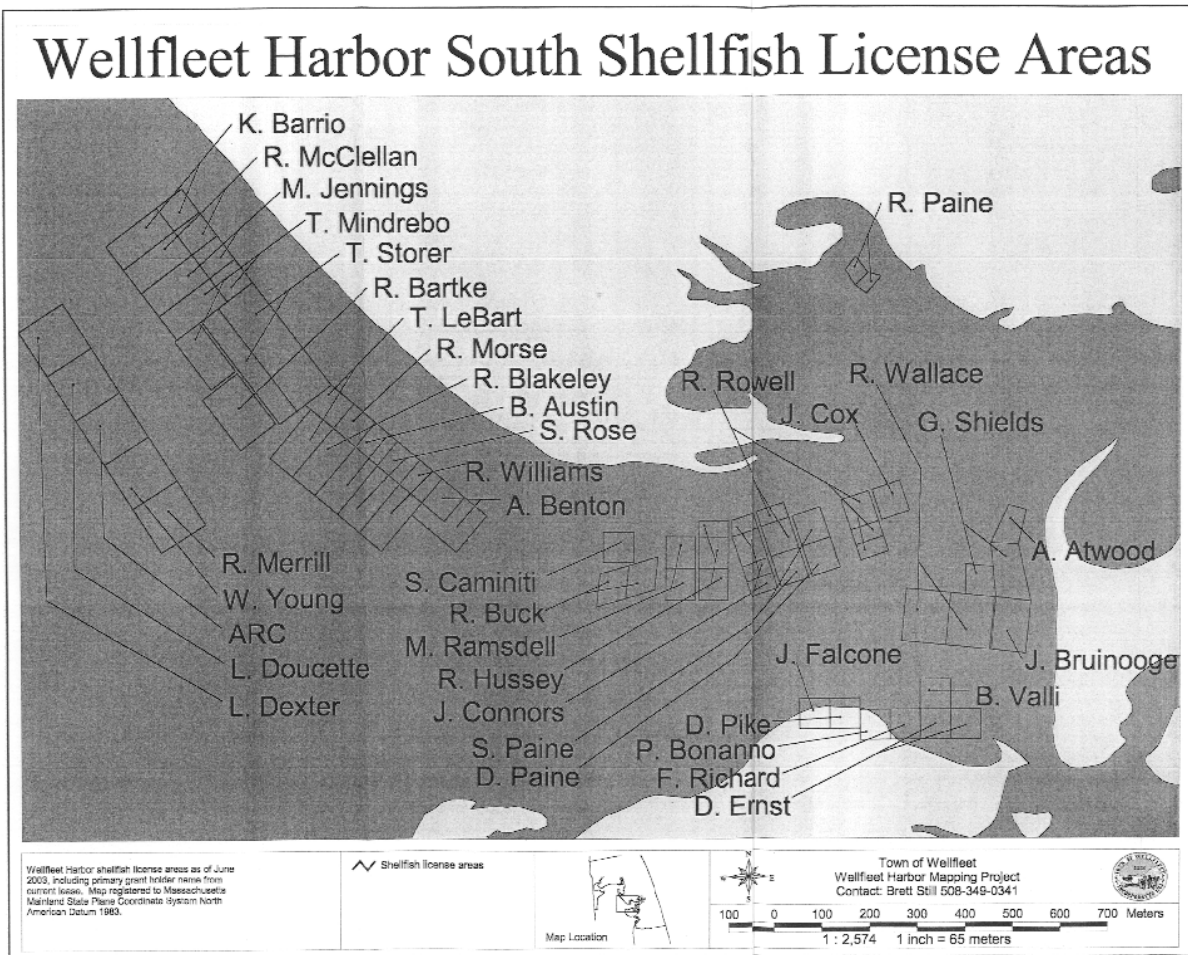 Wellfleet Harbor South Shellfish License Areas
K. Barrio
R. McClellan
M. Jennings
T. Mindrebo
T. Storer
R. Bartke
T. LeBart
R. Morse
R. Blakeley
B. Austin
S. Rose
R. Williams
A. Benton
R. Paine
R. Rowell
R. Wallace
J. Cox
G. Shields
A. Atwood
R. Merrill
W. Young
ARC
L. Doucette
L. Dexter
S. Caminiti
R. Buck
M. Ramsdell
R. Hussey
J. Connors
S. Paine
D. Paine
J. Falcone
J. Bruinooge
B. Valli
D. Pike
P. Bonanno
F. Richard
D. Ernst
Wellfleet Harbor shellfish license areas as of June
2003, including primary grant holder name from
current lease. Map registered to Massachusetts
Mainland State Plane Coordinate System North
American Datum 1983.
Shellfish license areas
Map Location
N
E
S
Town of Wellfleet
Wellfleet Harbor Mapping Project
Contact: Brett Still 508-349-0341
100 0 100 200 300 400 500 600 700 Meters
1 : 2,574 1 inch = 65 meters